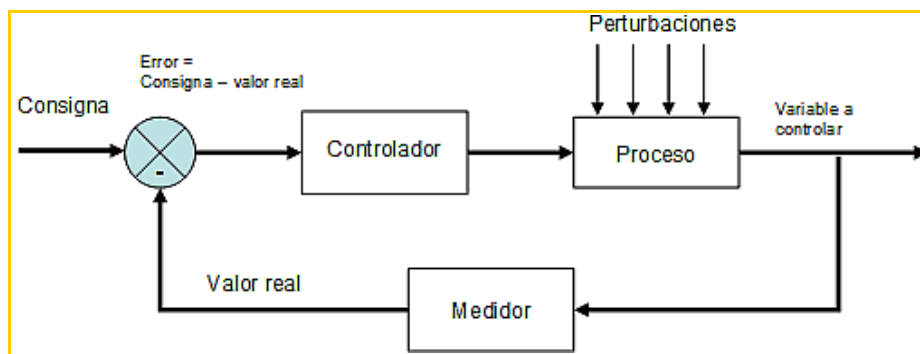 Perturbaciones
Error =
Consigna – valor real
Consigna
Variable a
controlar
Controlador
Proceso
-
Valor real
Medidor